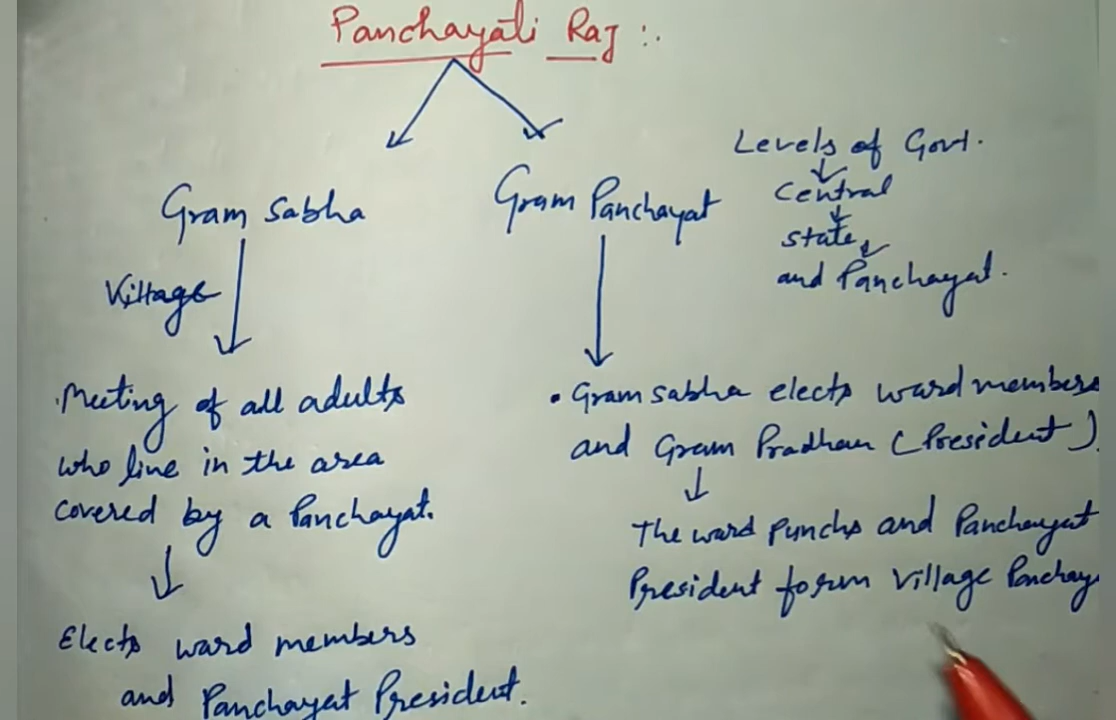 Panchayati Raj :.
Gram Sabha
Gram Panchayat
Levels of Govt.
Central
state
and Panchayat.
Village
.Meeting of all adults
who line in the area
covered by a Panchayat.
Elects ward members
and Panchayat President.
• Gram sabha elects ward members
and Gram Pradhan (President)
The ward Punchs and Panchayat
President form Village Panchay